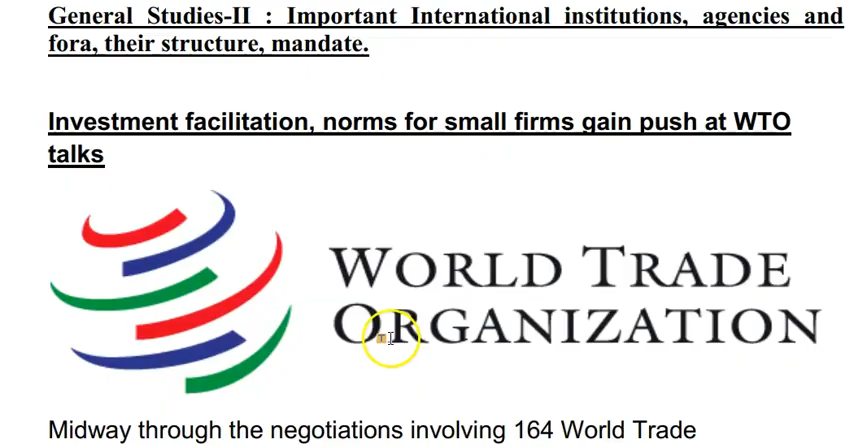 General Studies-II : Important International institutions, agencies and
fora, their structure, mandate.
Investment facilitation, norms for small firms gain push at WTO
talks
WORLD TRADE
ORGANIZATION
Midway through the negotiations involving 164 World Trade